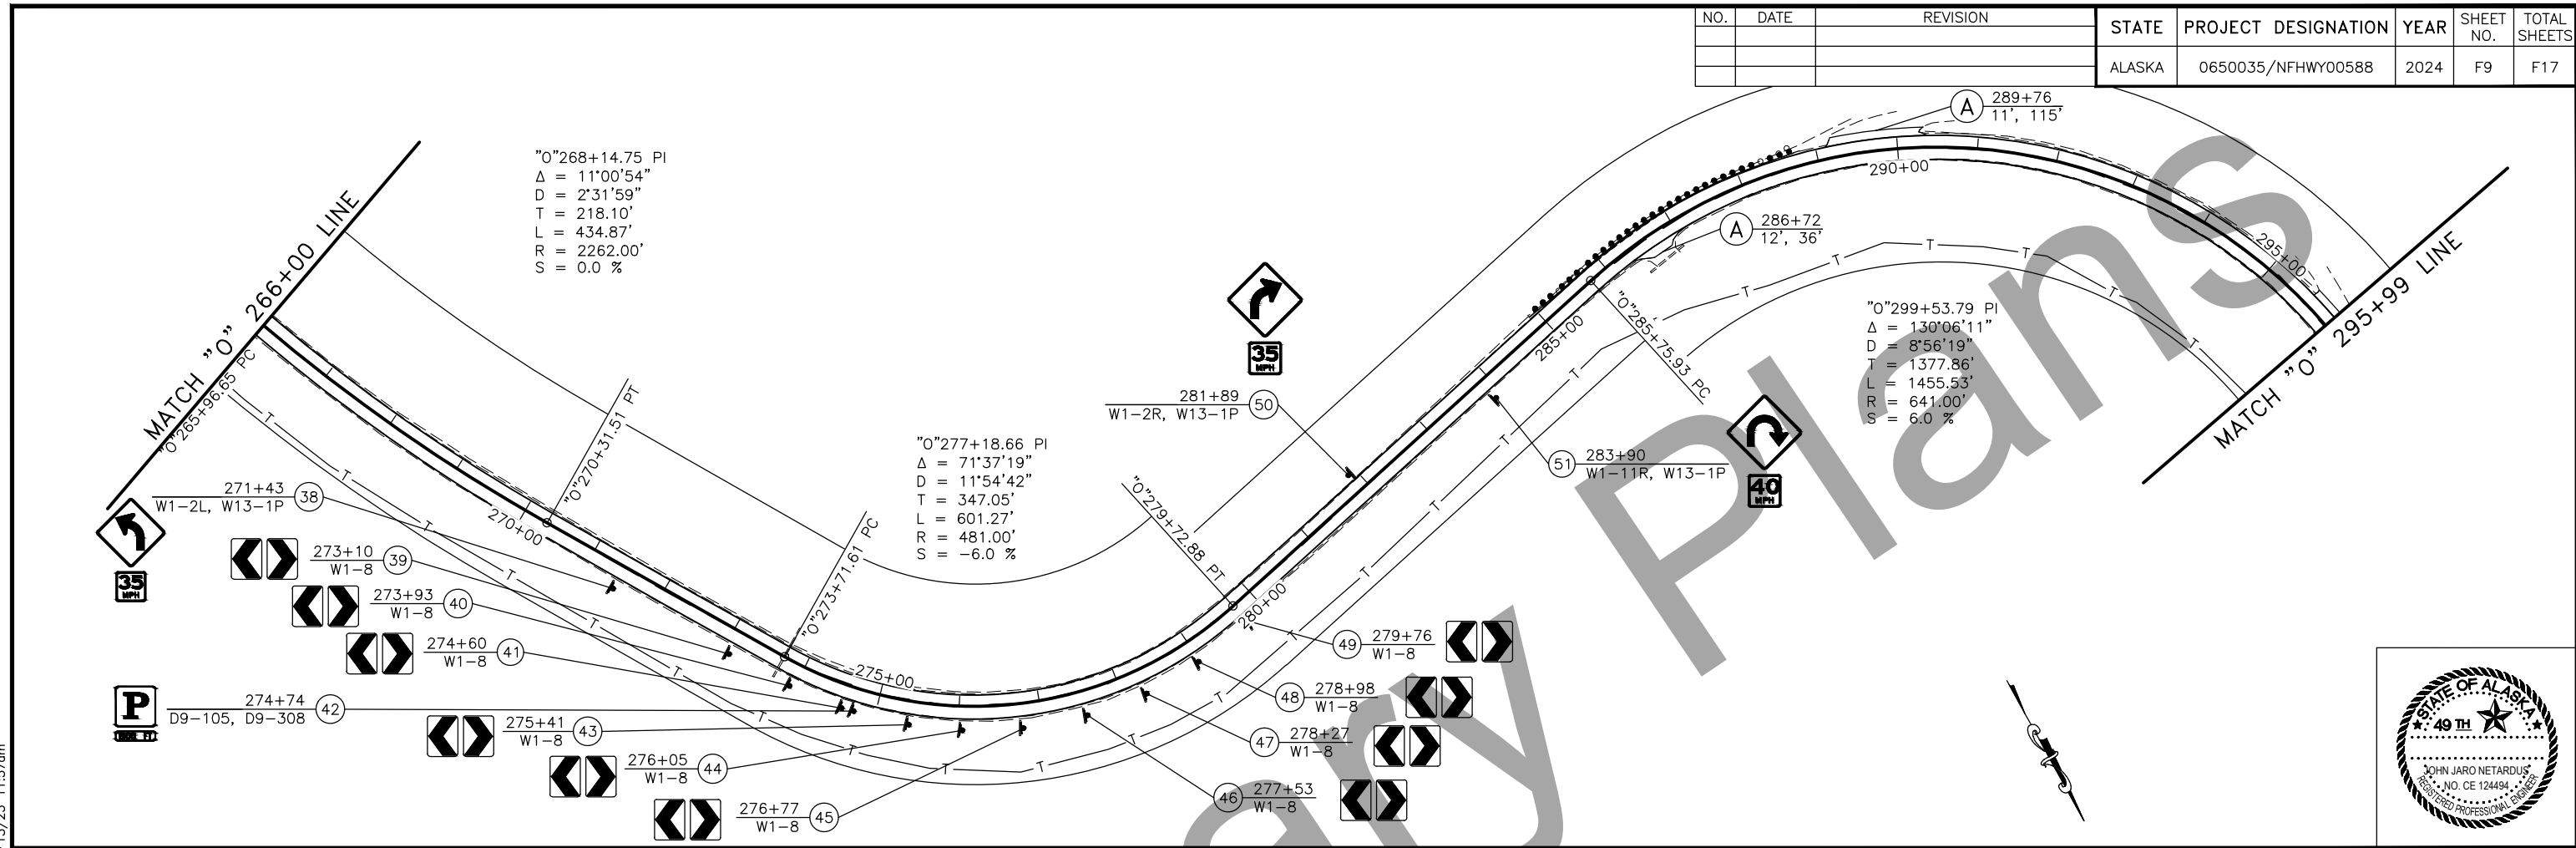 NO. DATE REVISION
STATE PROJECT DESIGNATION YEAR SHEET NO. TOTAL SHEETS
ALASKA 0650035/NFHWY00588 2024 F9 F17
MATCH "O" 266+00 LINE
"O"265+96.65 PC
"O"268+14.75 PI
Δ = 11°00'54"
D = 2°31'59"
T = 218.10'
L = 434.87'
R = 2262.00'
S = 0.0 %
"O"270+31.51 PT
270+00
"O"273+71.61 PC
275+00
"O"277+18.66 PI
Δ = 71°37'19"
D = 11°54'42"
T = 347.05'
L = 601.27'
R = 481.00'
S = -6.0 %
"O"279+72.88 PT
280+00
285+00
"O"285+75.93 PC
290+00
295+00
"O"299+53.79 PI
Δ = 130°06'11"
D = 8°56'19"
T = 1377.86'
L = 1455.53'
R = 641.00'
S = 6.0 %
MATCH "O" 295+99 LINE
A 289+76
11', 115'
A 286+72
12', 36'
271+43 38
W1-2L, W13-1P
35
MPH
273+10 39
W1-8
273+93 40
W1-8
274+60 41
W1-8
P
274+74 42
D9-105, D9-308
275+41 43
W1-8
276+05 44
W1-8
276+77 45
W1-8
46 277+53
W1-8
47 278+27
W1-8
48 278+98
W1-8
49 279+76
W1-8
35
MPH
281+89 50
W1-2R, W13-1P
51 283+90
W1-11R, W13-1P
40
MPH
T T T T T T T T T T T T T T T T T T T T T T
ary Plans
STATE OF ALASKA
49 TH
JOHN JARO NETARDUS
NO. CE 124494
REGISTERED PROFESSIONAL ENGINEER